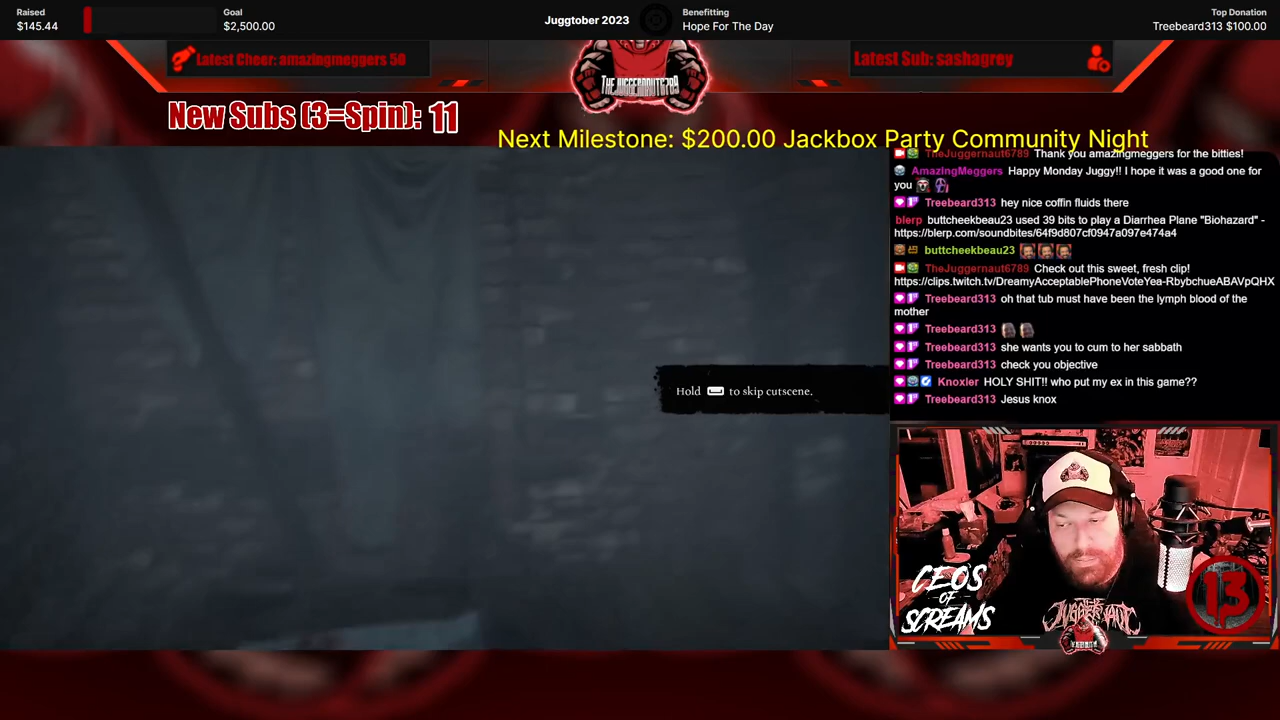 Raised
$145.44
Goal
$2,500.00
Juggtober 2023
Benefitting
Hope For The Day
Top Donation
Treebeard313 $100.00
Latest Cheer: amazingmeggers 50
THEJUGGERNAUT6789
Latest Sub: sashagrey
New Subs (3=Spin): 11
Next Milestone: $200.00 Jackbox Party Community Night
TheJuggernaut6789 Thank you amazingmeggers for the bitties!
AmazingMeggers Happy Monday Juggy!! I hope it was a good one for
you
Treebeard313 hey nice coffin fluids there
blerp buttcheekbeau23 used 39 bits to play a Diarrhea Plane "Biohazard" -
https://blerp.com/soundbites/64f9d807cf0947a097e474a4
buttcheekbeau23
TheJuggernaut6789 Check out this sweet, fresh clip!
https://clips.twitch.tv/DreamyAcceptablePhoneVoteYea-RbybchueABAVpQHX
Treebeard313 oh that tub must have been the lymph blood of the
mother
Treebeard313
Treebeard313 she wants you to cum to her sabbath
Treebeard313 check you objective
Knoxler HOLY SHIT!! who put my ex in this game??
Treebeard313 Jesus knox
Hold to skip cutscene.
CEOS
OF
SCREAMS
THE
JUGGERNAUT
13